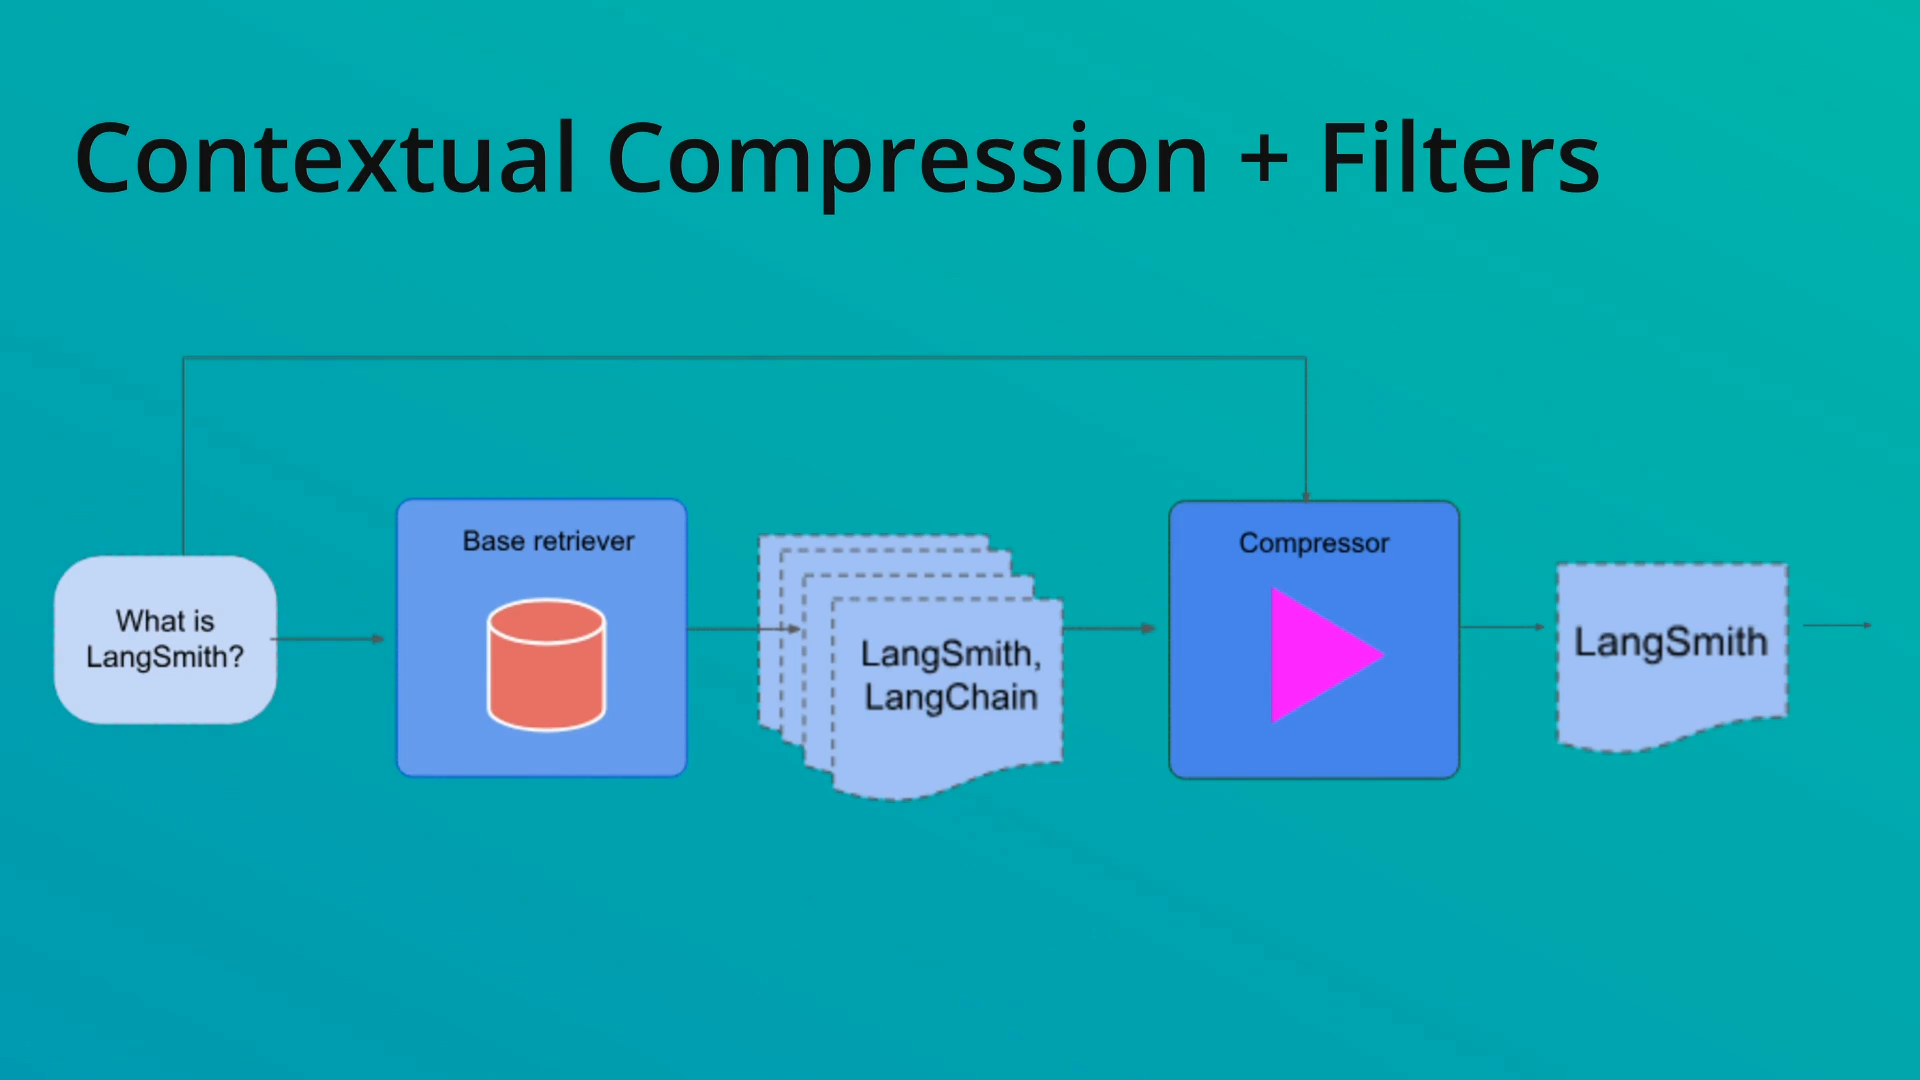 Contextual Compression + Filters
What is
LangSmith?
Base retriever
LangSmith,
LangChain
Compressor
LangSmith